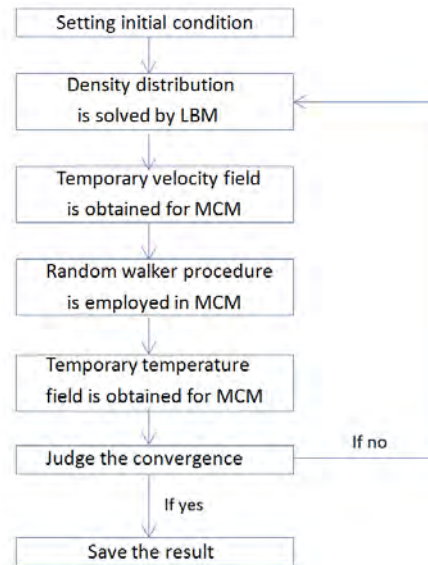 Setting initial condition
Density distribution
is solved by LBM
Temporary velocity field
is obtained for MCM
Random walker procedure
is employed in MCM
Temporary temperature
field is obtained for MCM
Judge the convergence
If no
If yes
Save the result